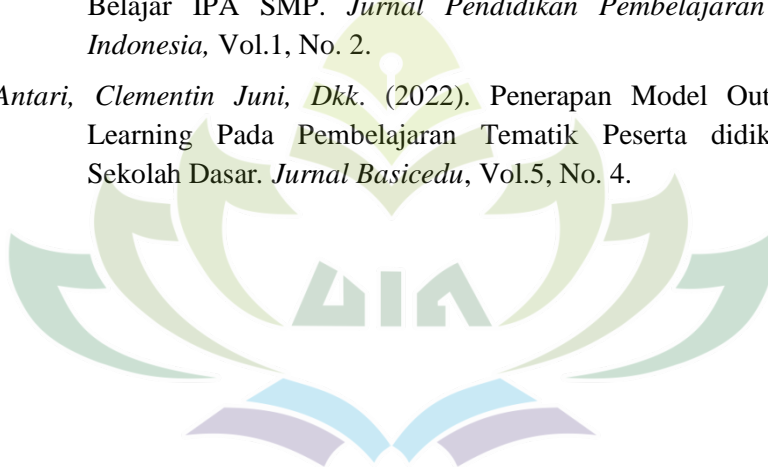 Belajar IPA SMP. Jurnal Pendidikan Pembelajaran
Indonesia, Vol.1, No. 2.
Antari, Clementin Juni, Dkk. (2022). Penerapan Model Out
Learning Pada Pembelajaran Tematik Peserta didik
Sekolah Dasar. Jurnal Basicedu, Vol.5, No. 4.
UIN